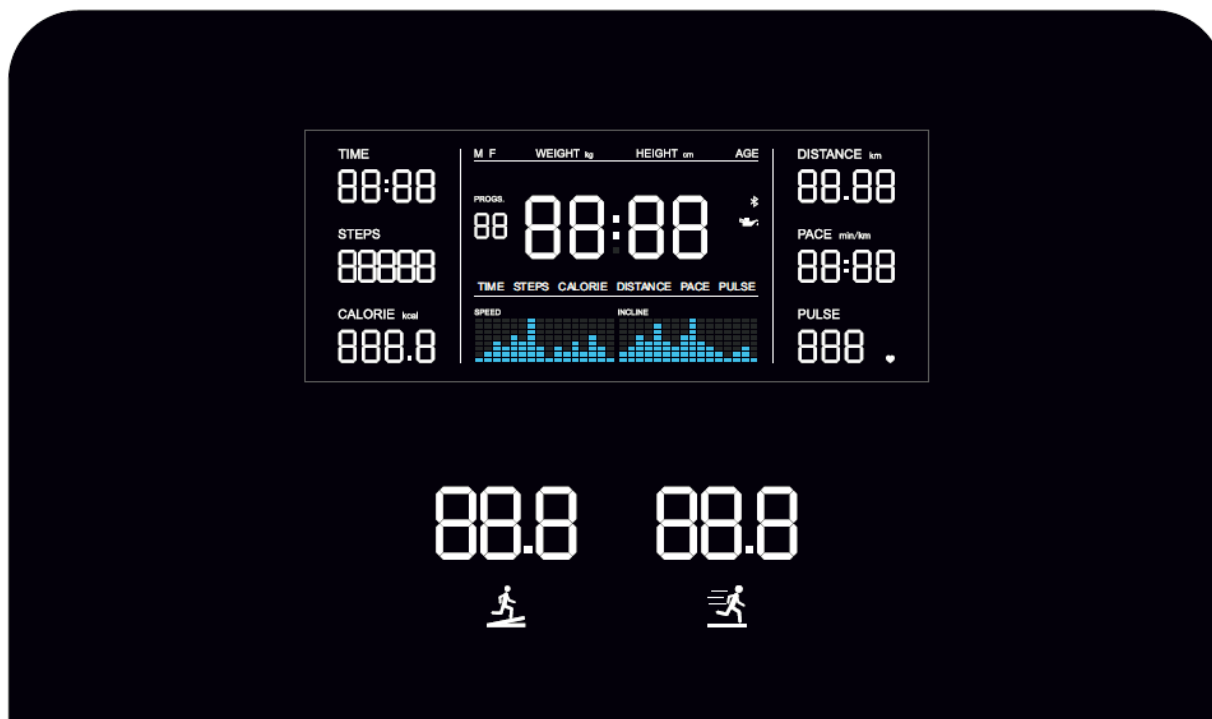 TIME
88:88
STEPS
88888
CALORIE kcal
888.8
M F WEIGHT kg HEIGHT cm AGE
PROGS.
88
88:88
TIME STEPS CALORIE DISTANCE PACE PULSE
SPEED INCLINE
DISTANCE km
88.88
PACE min/km
88:88
PULSE
888
88.8 88.8